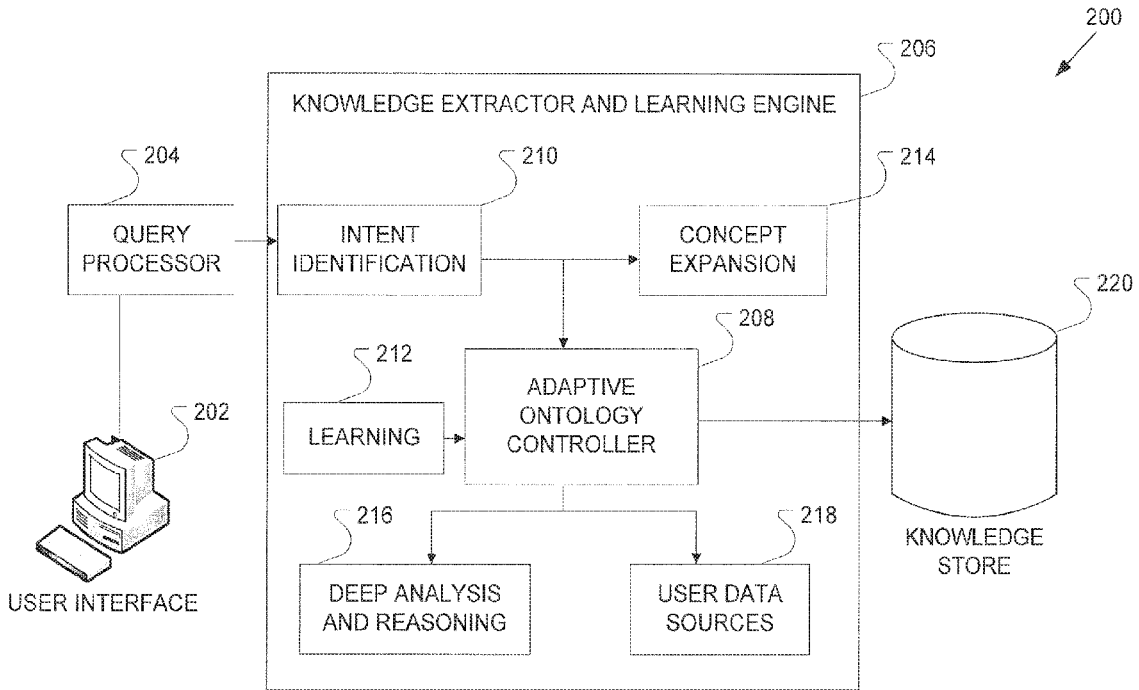 200
206
KNOWLEDGE EXTRACTOR AND LEARNING ENGINE
204
210
214
QUERY
PROCESSOR
INTENT
IDENTIFICATION
CONCEPT
EXPANSION
220
208
212
ADAPTIVE
ONTOLOGY
CONTROLLER
202
LEARNING
216
218
KNOWLEDGE
STORE
DEEP ANALYSIS
AND REASONING
USER DATA
SOURCES
USER INTERFACE